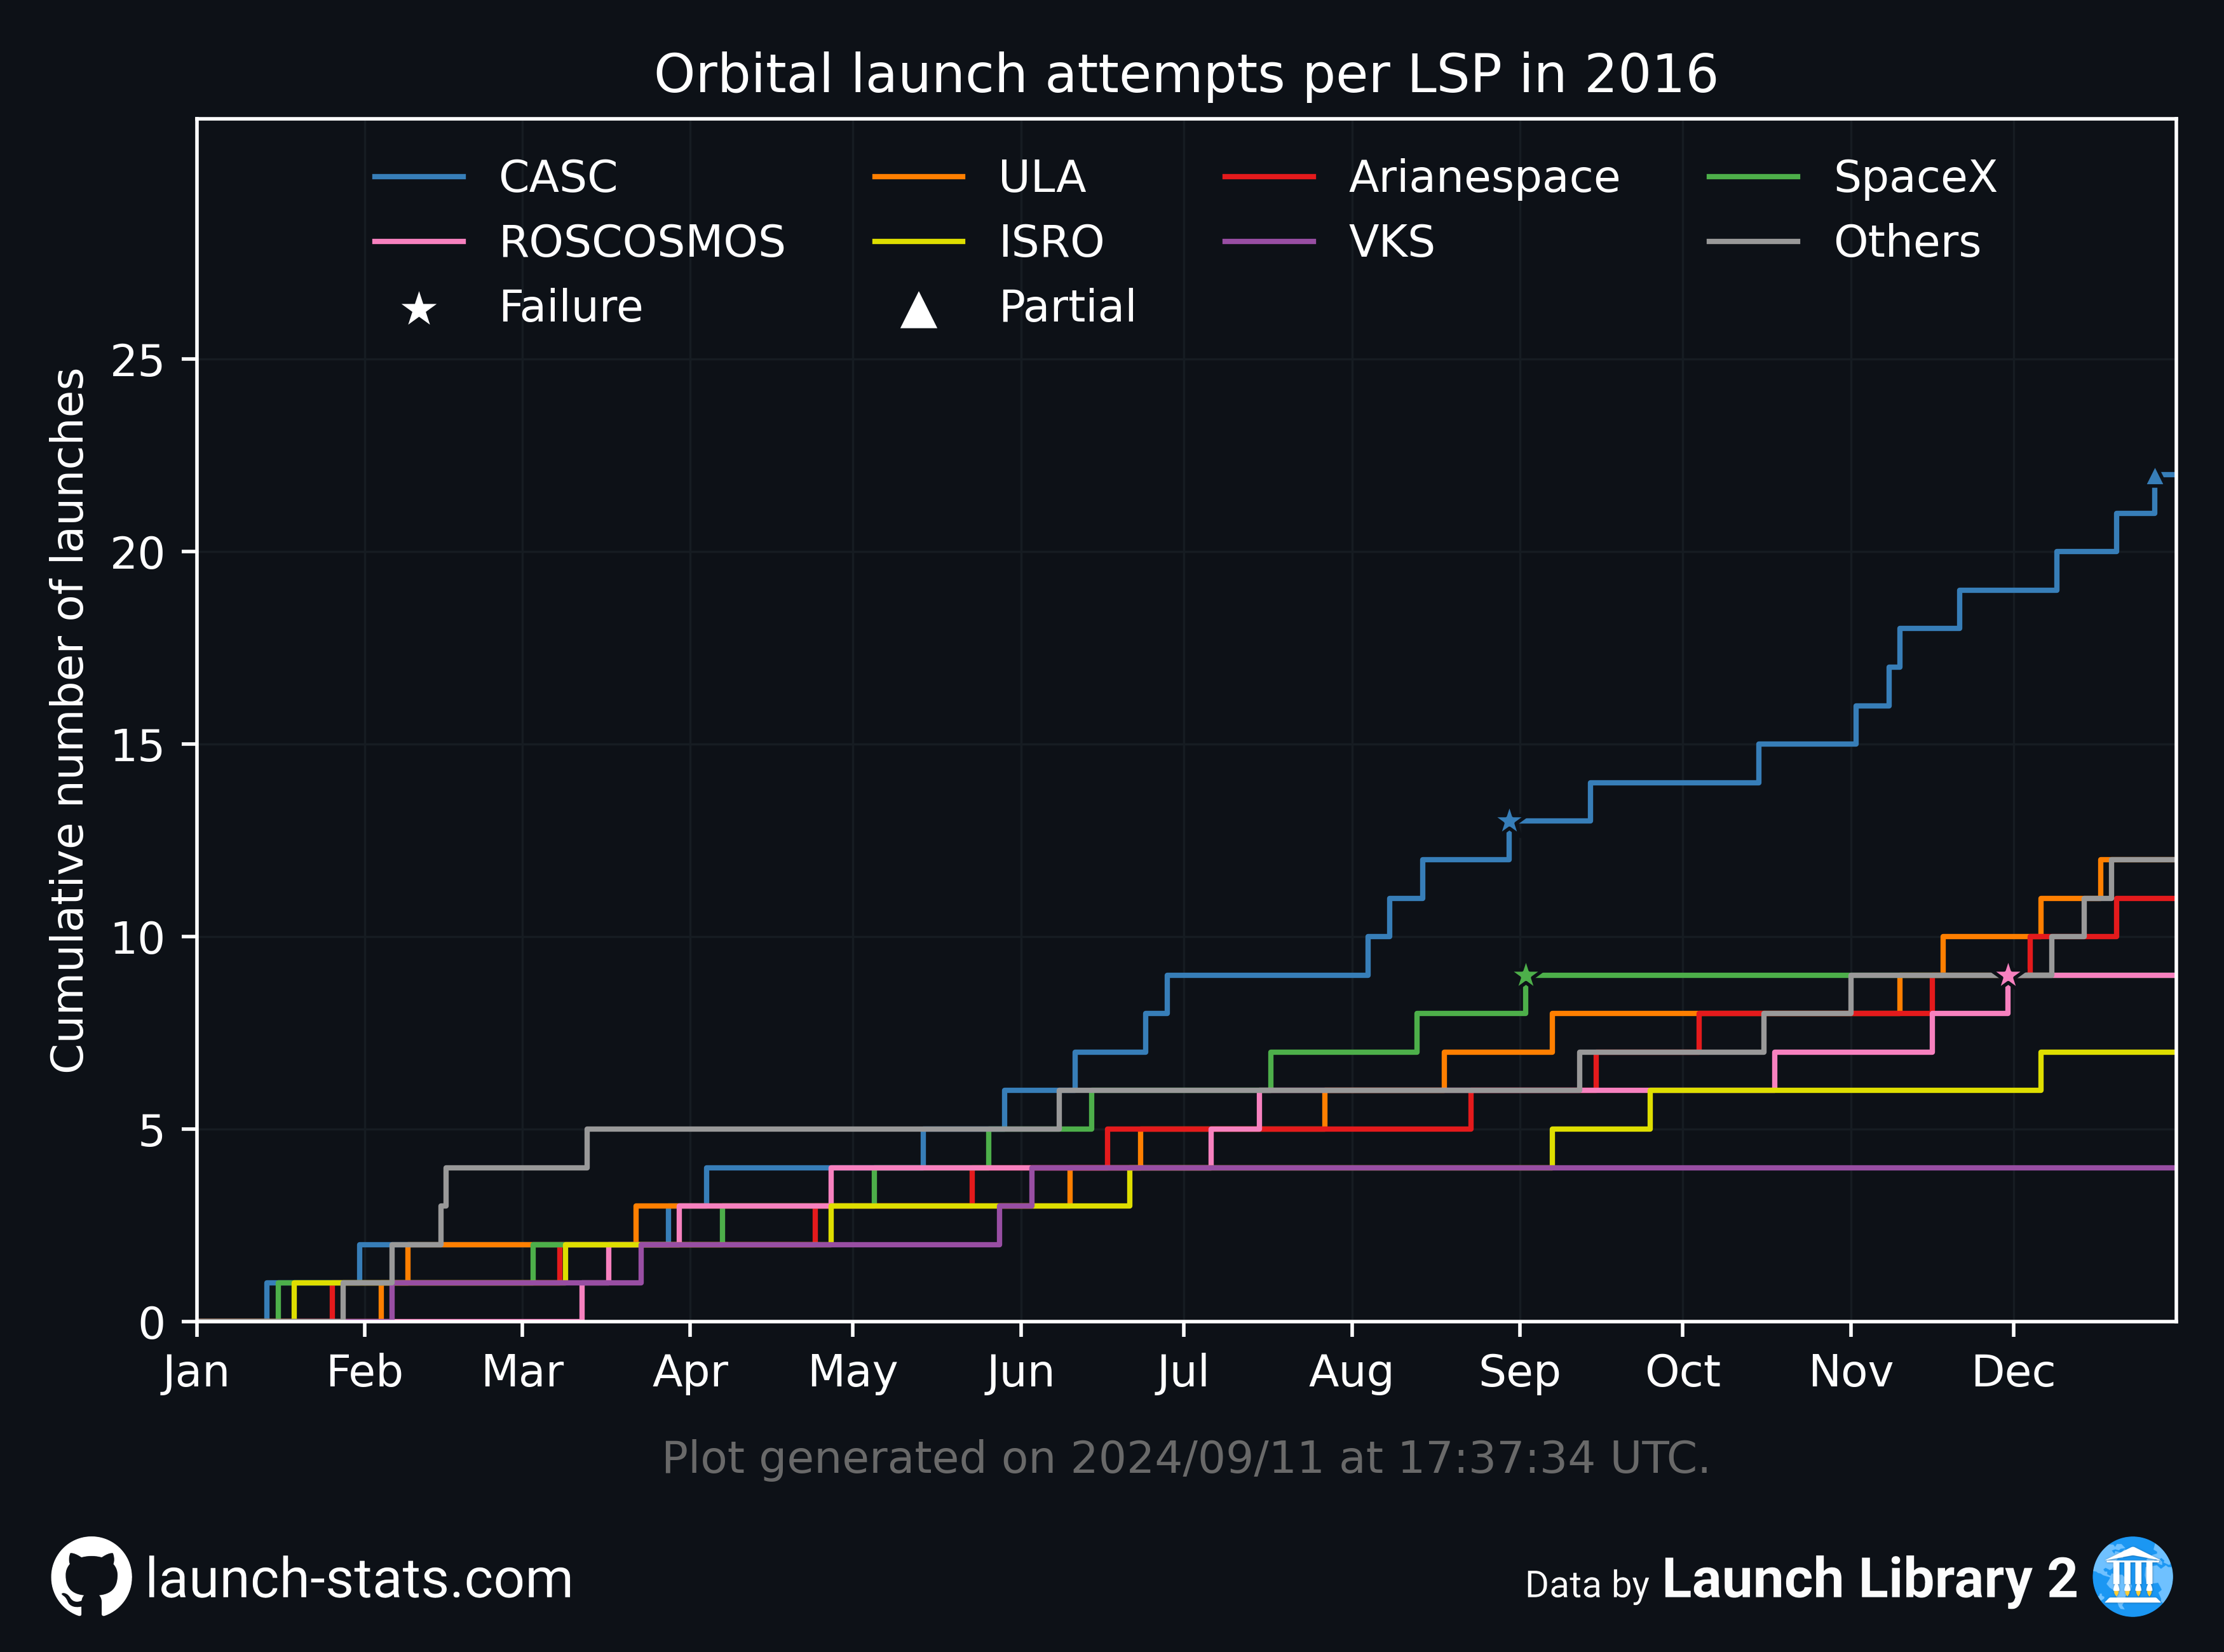 Orbital launch attempts per LSP in 2016
CASC ULA Arianespace SpaceX
ROSCOSMOS ISRO VKS Others
Failure Partial
Cumulative number of launches
25
20
15
10
5
0
Jan Feb Mar Apr May Jun Jul Aug Sep Oct Nov Dec
Plot generated on 2024/09/11 at 17:37:34 UTC.
launch-stats.com
Data by Launch Library 2